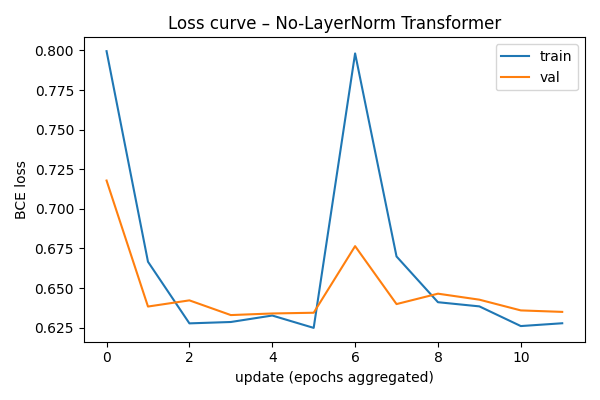 Loss curve – No-LayerNorm Transformer
0.800
0.775
0.750
0.725
0.700
0.675
0.650
0.625
BCE loss
train
val
0 2 4 6 8 10
update (epochs aggregated)